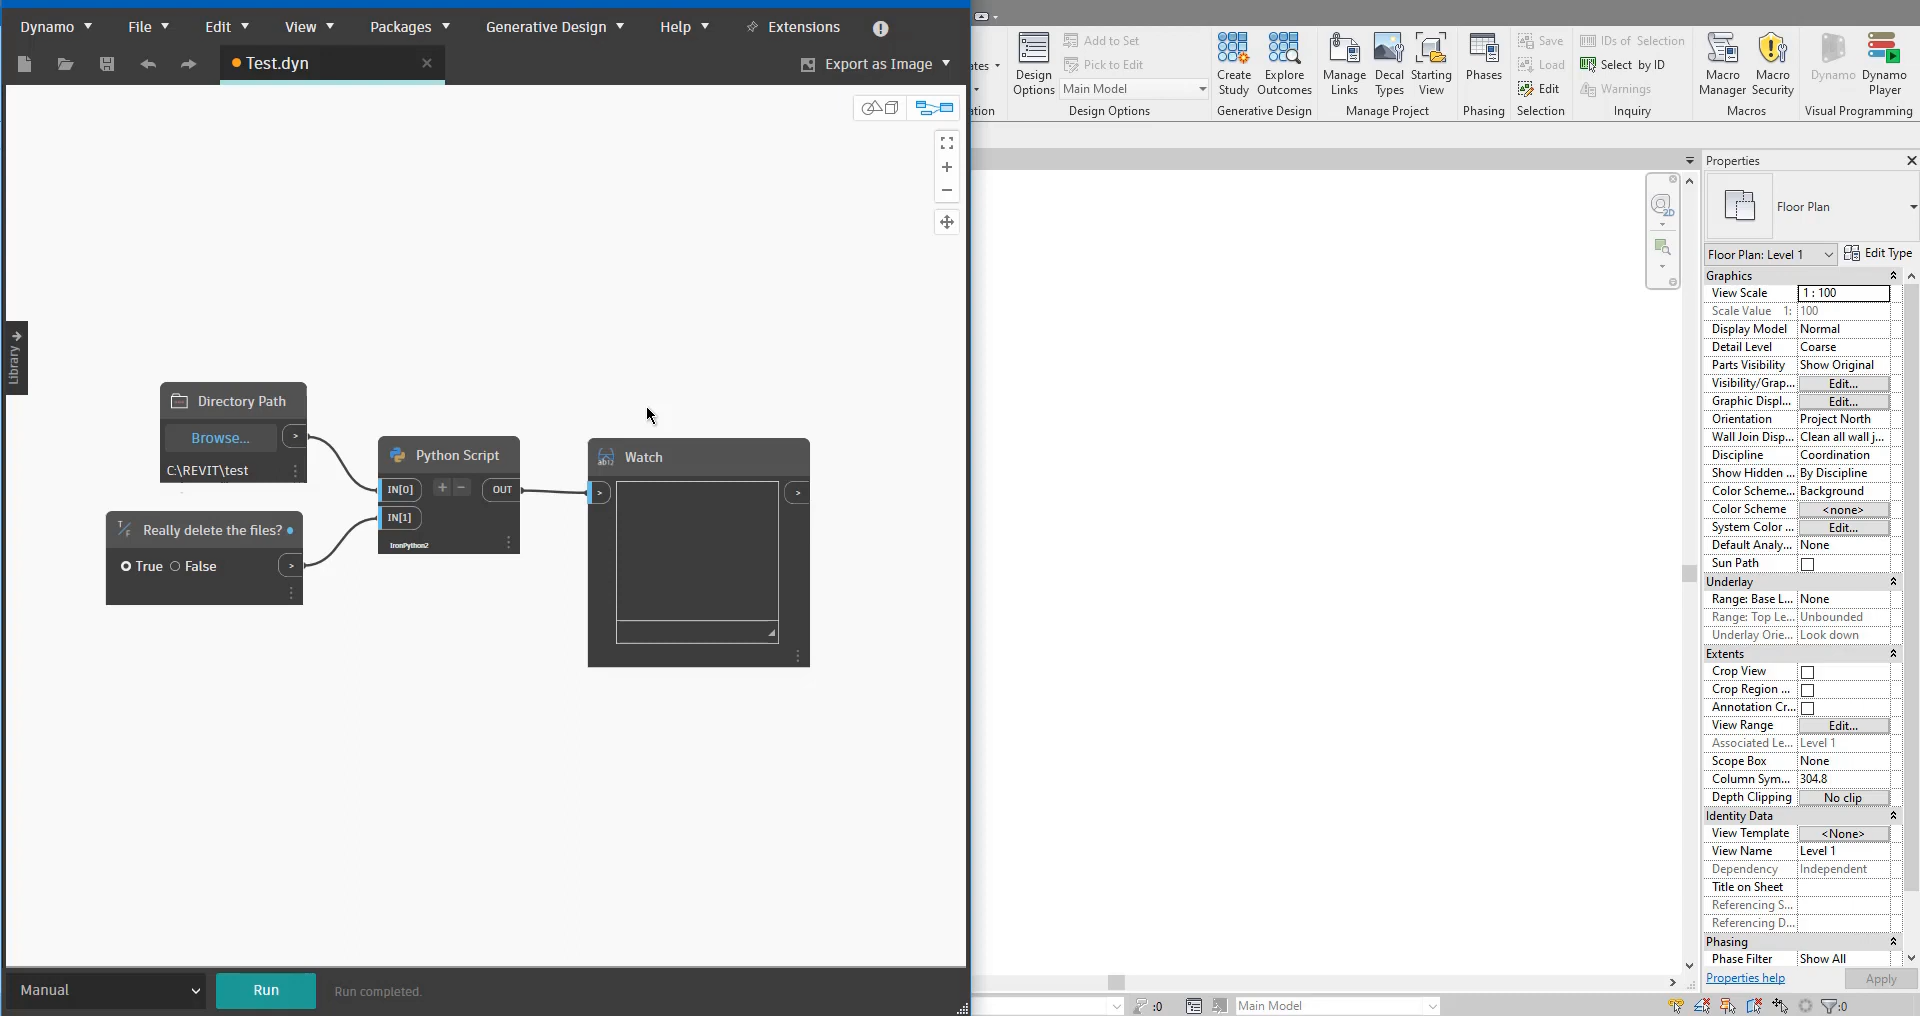 Dynamo File Edit View Packages Generative Design Help Extensions
Test.dyn
Export as Image
Library
Directory Path
Browse... >
C:\REVIT\test
Really delete the files?
True False >
Python Script
IN[0] + − OUT
IN[1]
IronPython2
Watch
> >
Manual Run Run completed.
Design Options
Add to Set
Pick to Edit
Main Model
Design Options
Create Study
Explore Outcomes
Generative Design
Manage Links
Decal Types
Starting View
Manage Project
Phases
Phasing
Save
Load
Edit
Selection
IDs of Selection
Select by ID
Warnings
Inquiry
Macro Manager
Macro Security
Macros
Dynamo
Dynamo Player
Visual Programming
ates
ation
2D
Properties
Floor Plan
Floor Plan: Level 1 Edit Type
Graphics
View Scale 1 : 100
Scale Value 1: 100
Display Model Normal
Detail Level Coarse
Parts Visibility Show Original
Visibility/Grap... Edit...
Graphic Displ... Edit...
Orientation Project North
Wall Join Disp... Clean all wall j...
Discipline Coordination
Show Hidden ... By Discipline
Color Scheme... Background
Color Scheme <none>
System Color ... Edit...
Default Analy... None
Sun Path
Underlay
Range: Base L... None
Range: Top Le... Unbounded
Underlay Orie... Look down
Extents
Crop View
Crop Region ...
Annotation Cr...
View Range Edit...
Associated Le... Level 1
Scope Box None
Column Sym... 304.8
Depth Clipping No clip
Identity Data
View Template <None>
View Name Level 1
Dependency Independent
Title on Sheet
Referencing S...
Referencing D...
Phasing
Phase Filter Show All
Properties help Apply
:0 Main Model :0